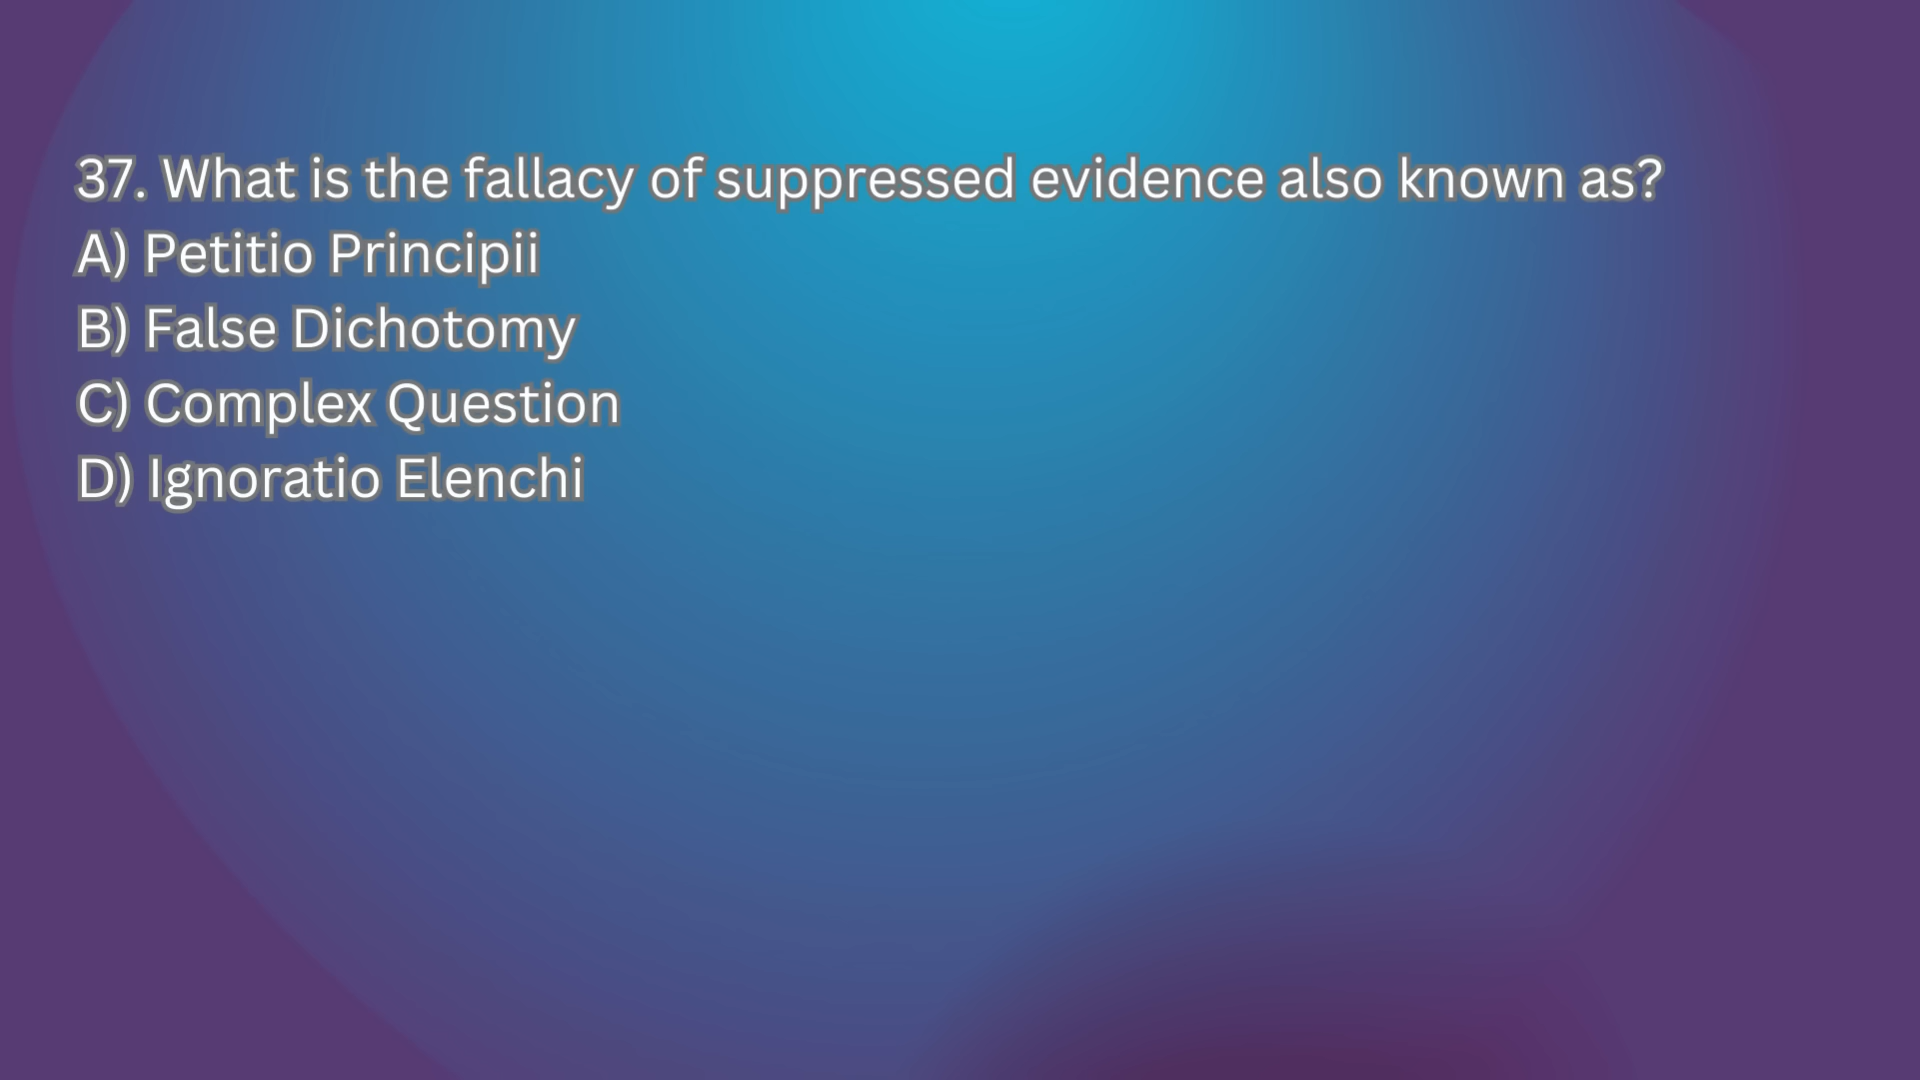 37. What is the fallacy of suppressed evidence also known as?
A) Petitio Principii
B) False Dichotomy
C) Complex Question
D) Ignoratio Elenchi